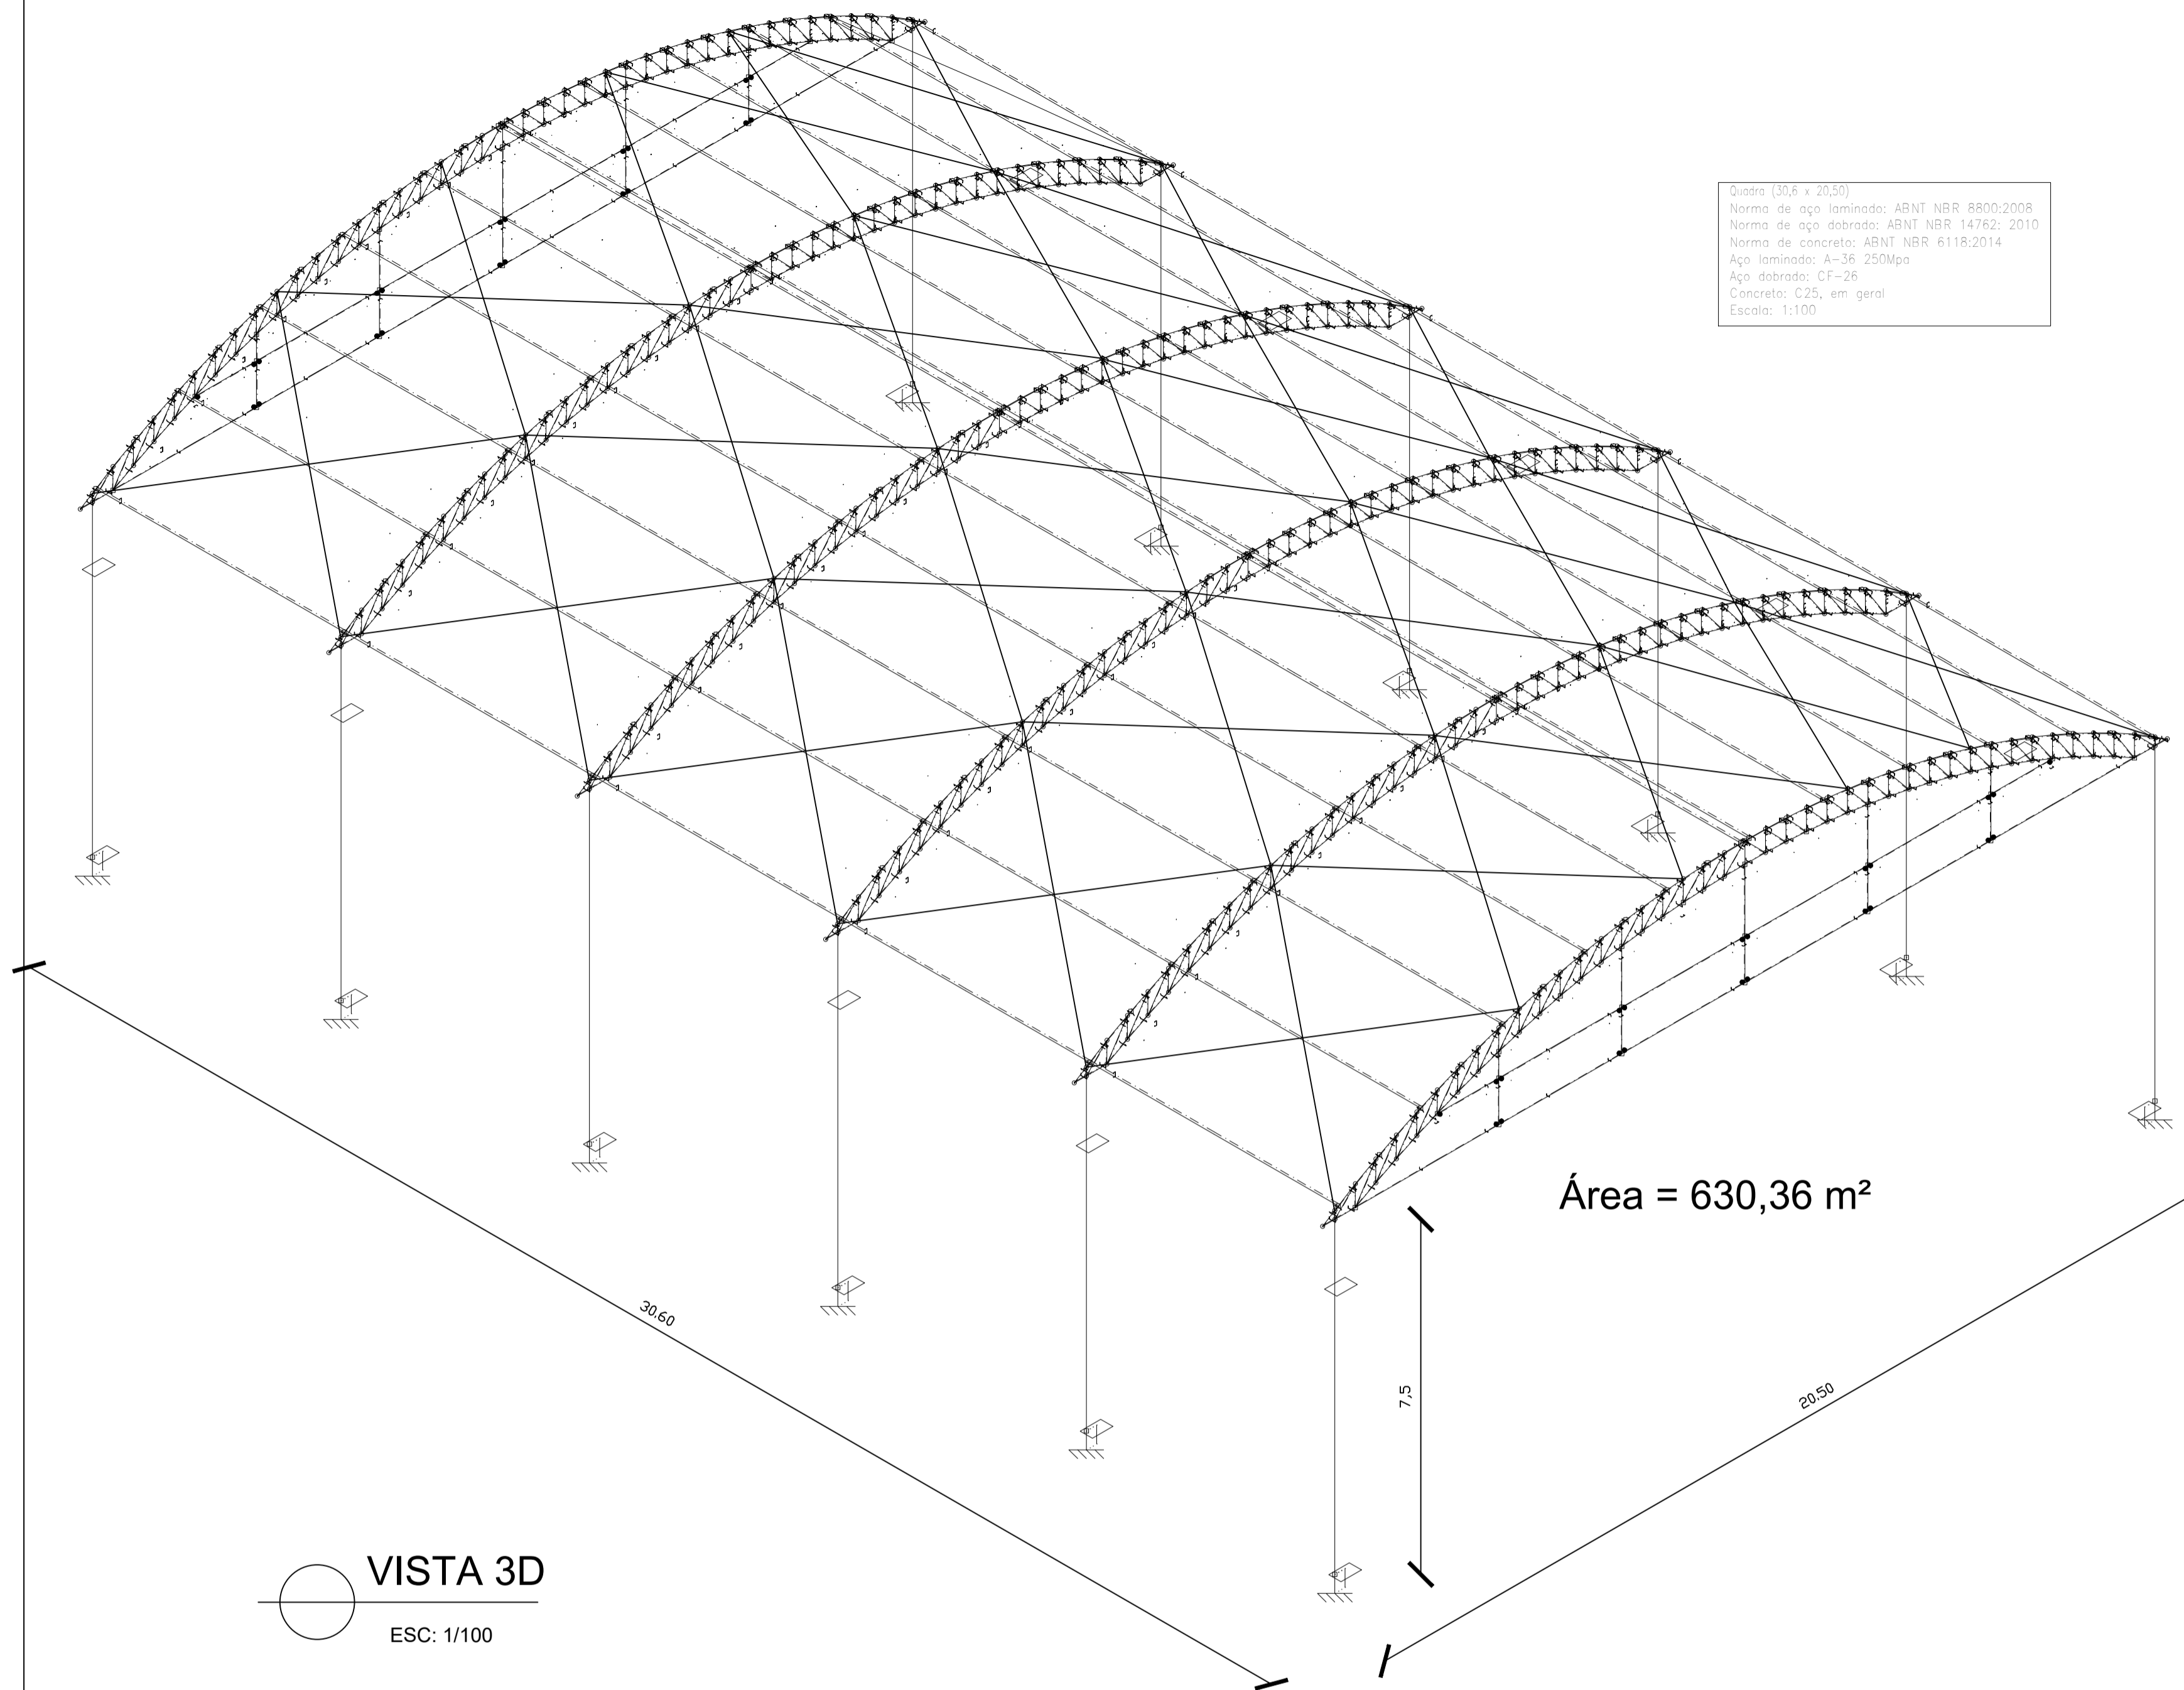 Quadra (30,6 x 20,50)
Norma de aço laminado: ABNT NBR 8800:2008
Norma de aço dobrado: ABNT NBR 14762: 2010
Norma de concreto: ABNT NBR 6118:2014
Aço laminado: A-36 250Mpa
Aço dobrado: CF-26
Concreto: C25, em geral
Escala: 1:100
Área = 630,36 m²
30.60
7,5
20.50
VISTA 3D
ESC: 1/100